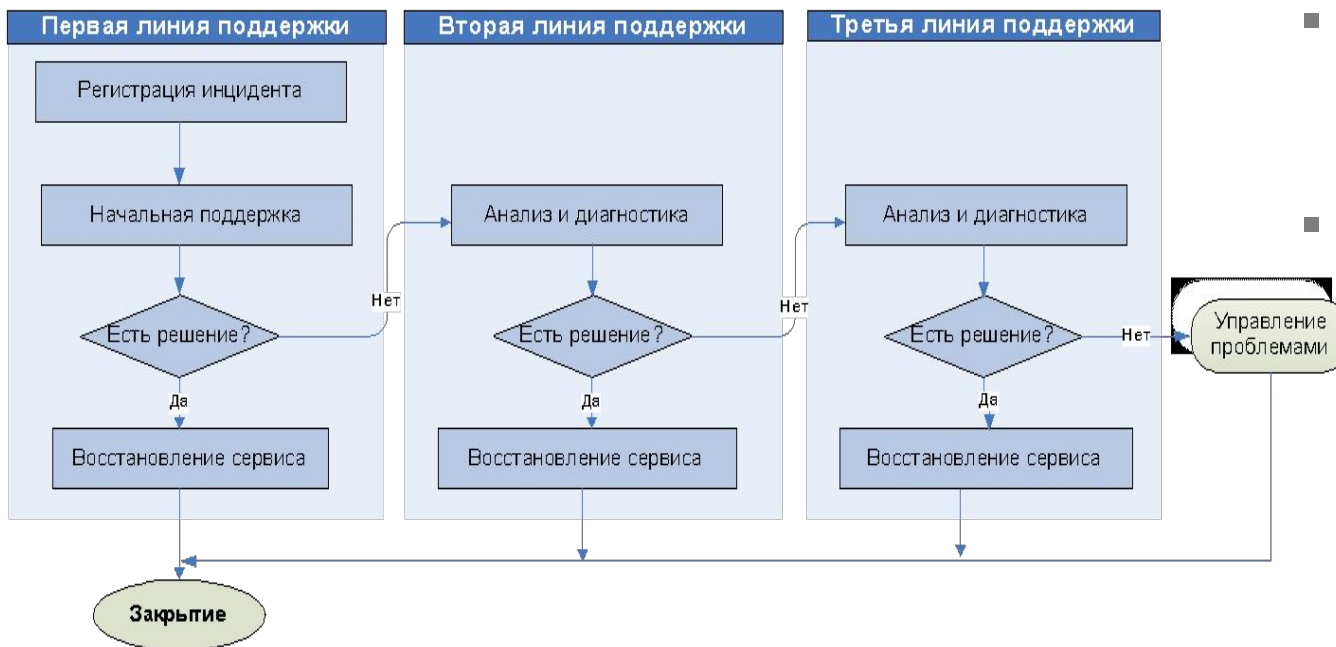 Первая линия поддержки
Вторая линия поддержки
Третья линия поддержки
Регистрация инцидента
Начальная поддержка
Анализ и диагностика
Анализ и диагностика
Есть решение?
Нет
Есть решение?
Нет
Есть решение?
Нет
Управление
проблемами
Да
Да
Да
Восстановление сервиса
Восстановление сервиса
Восстановление сервиса
Закрытие